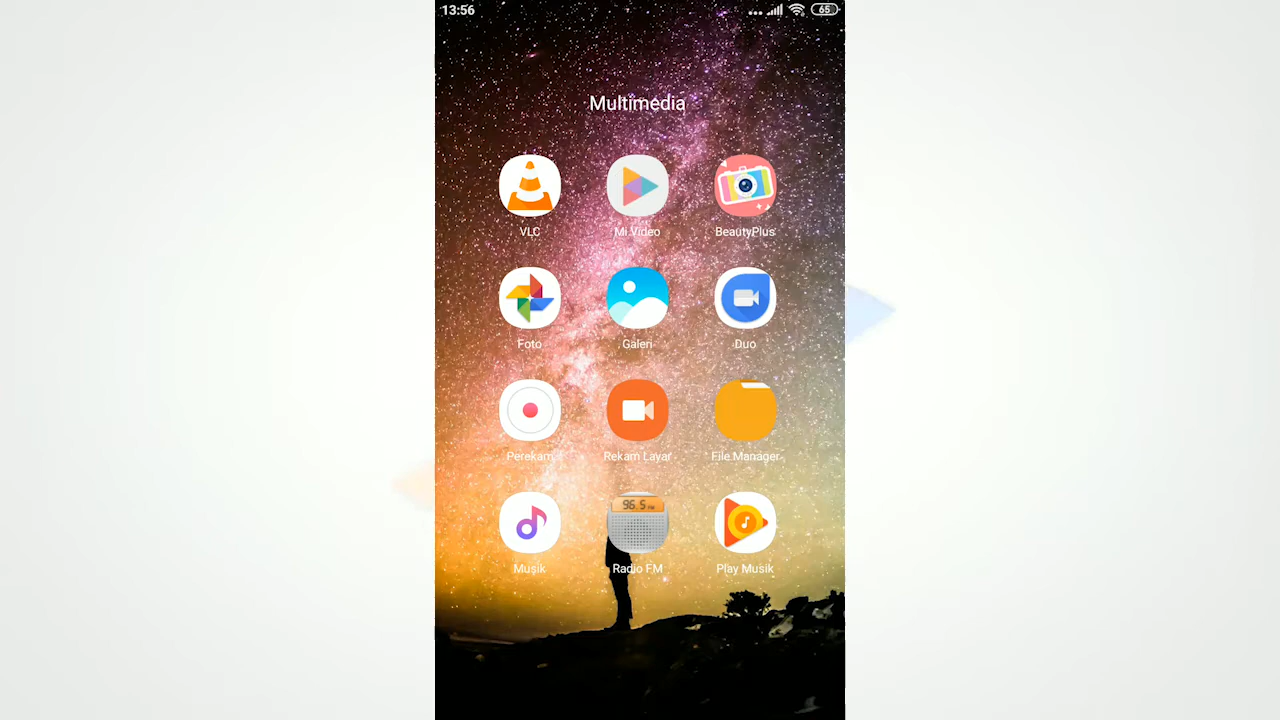 13:56
65
Multimedia
VLC
Mi Video
BeautyPlus
Foto
Galeri
Duo
Perekam
Rekam Layar
File Manager
96.5 FM
Musik
Radio FM
Play Musik